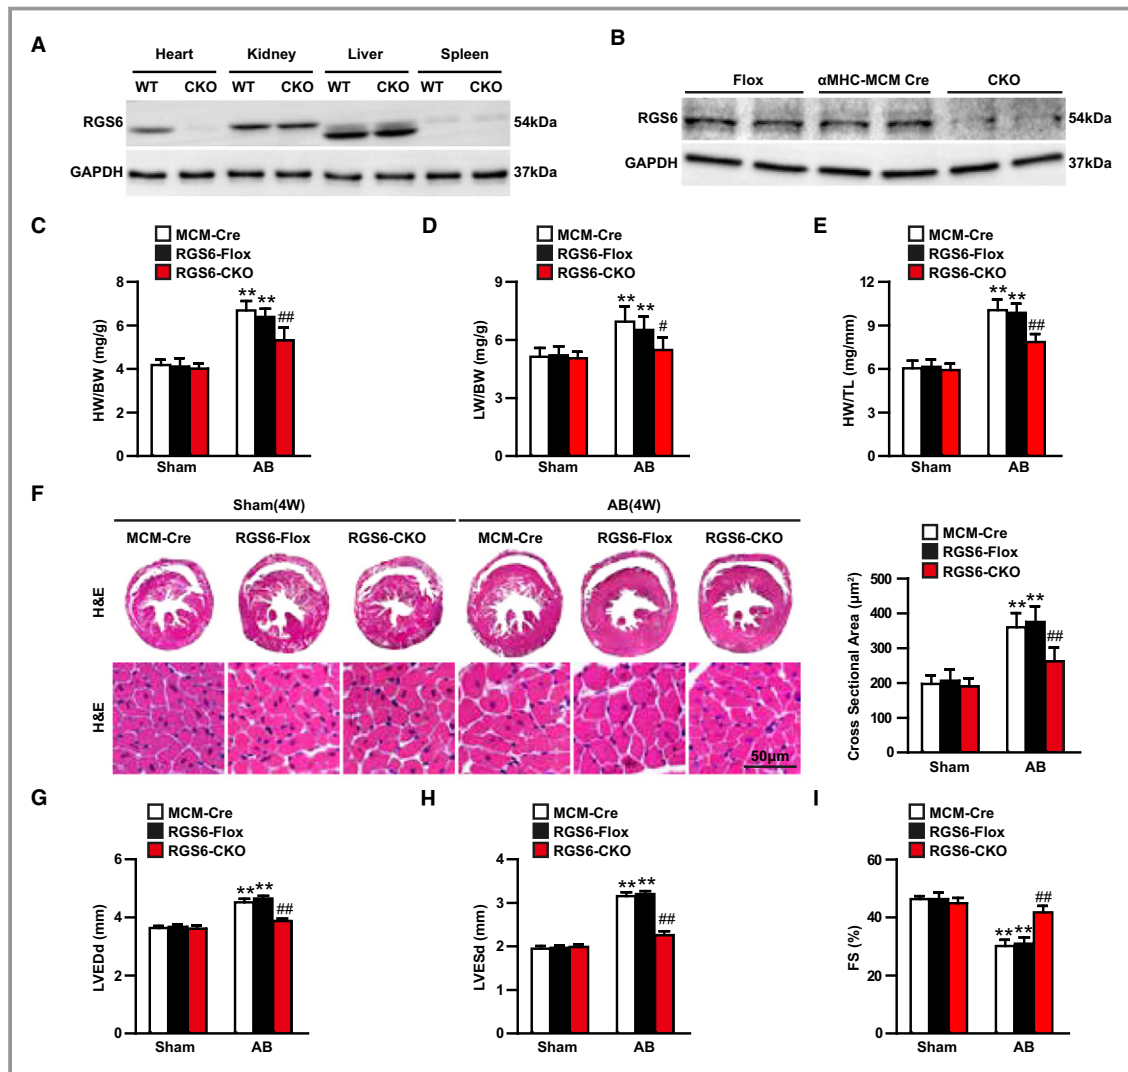 A
Heart Kidney Liver Spleen
WT CKO WT CKO WT CKO WT CKO
RGS6 54kDa
GAPDH 37kDa
B
Flox αMHC-MCM Cre CKO
RGS6 54kDa
GAPDH 37kDa
C
MCM-Cre
RGS6-Flox
RGS6-CKO
HW/BW (mg/g)
8
6
4
2
0
** ** ##
Sham AB
D
MCM-Cre
RGS6-Flox
RGS6-CKO
LW/BW (mg/g)
9
6
3
0
** ** #
Sham AB
E
MCM-Cre
RGS6-Flox
RGS6-CKO
HW/TL (mg/mm)
12
9
6
3
0
** ** ##
Sham AB
F
Sham(4W) AB(4W)
MCM-Cre RGS6-Flox RGS6-CKO MCM-Cre RGS6-Flox RGS6-CKO
H&E
H&E
50μm
MCM-Cre
RGS6-Flox
RGS6-CKO
Cross Sectional Area (μm²)
500
400
300
200
100
0
** ** ##
Sham AB
G
MCM-Cre
RGS6-Flox
RGS6-CKO
LVEDd (mm)
6
4
2
0
** ** ##
Sham AB
H
MCM-Cre
RGS6-Flox
RGS6-CKO
LVESd (mm)
4
3
2
1
0
** ** ##
Sham AB
I
MCM-Cre
RGS6-Flox
RGS6-CKO
FS (%)
60
40
20
0
** ** ##
Sham AB